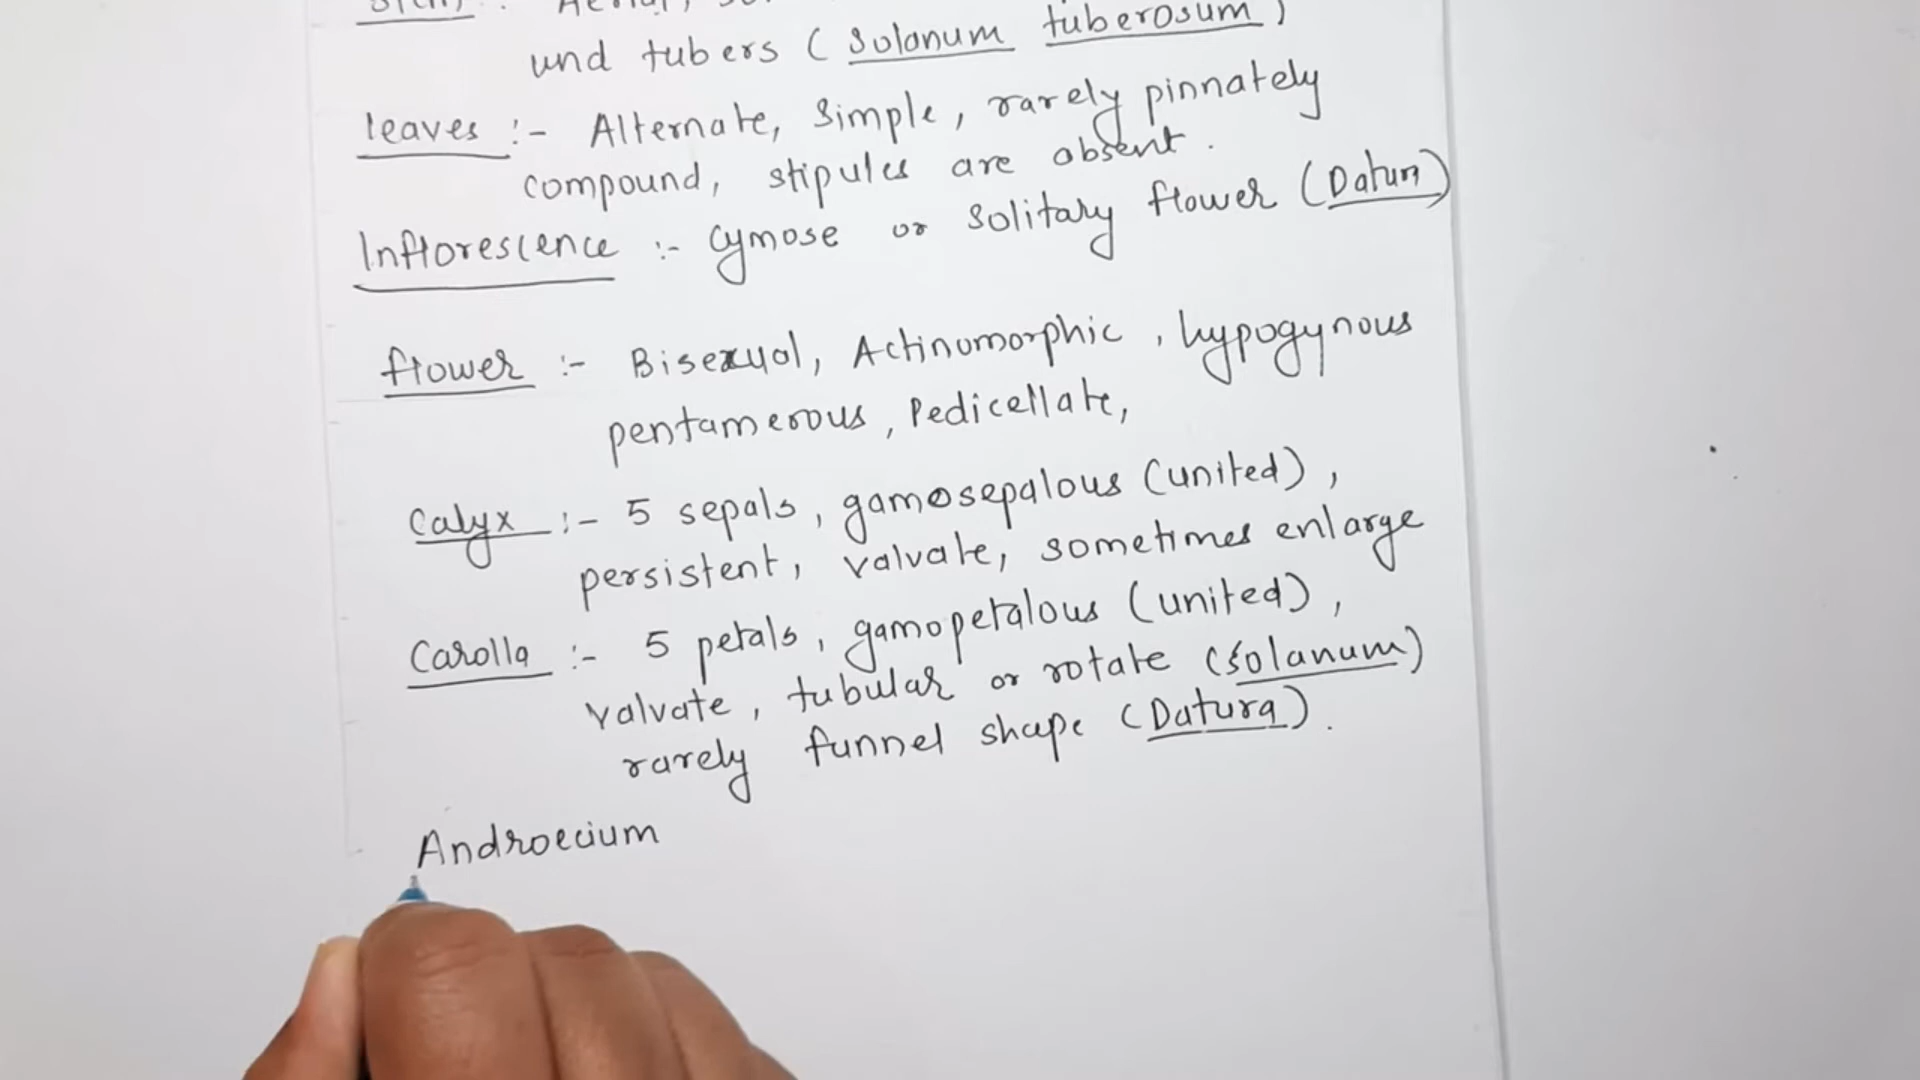 und tubers (Solanum tuberosum)
leaves :- Alternate, Simple, rarely pinnately
compound, stipules are absent.
Inflorescence :- Cymose or Solitary flower (Datura)
flower :- Bisexual, Actinomorphic, hypogynous
pentamerous, Pedicellate,
Calyx :- 5 sepals, gamosepalous (united),
persistent, valvate, sometimes enlarge
Carolla :- 5 petals, gamopetalous (united),
valvate, tubular or rotate (Solanum)
rarely funnel shape (Datura).
Androecium